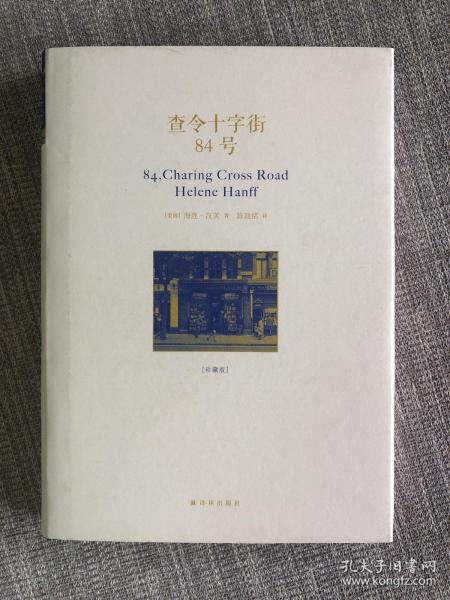 查令十字街
84号
84, Charing Cross Road
Helene Hanff
[美国] 海莲·汉芙 著 陈建铭 译
[珍藏版]
译林出版社
孔夫子旧书网
www.kongfz.com